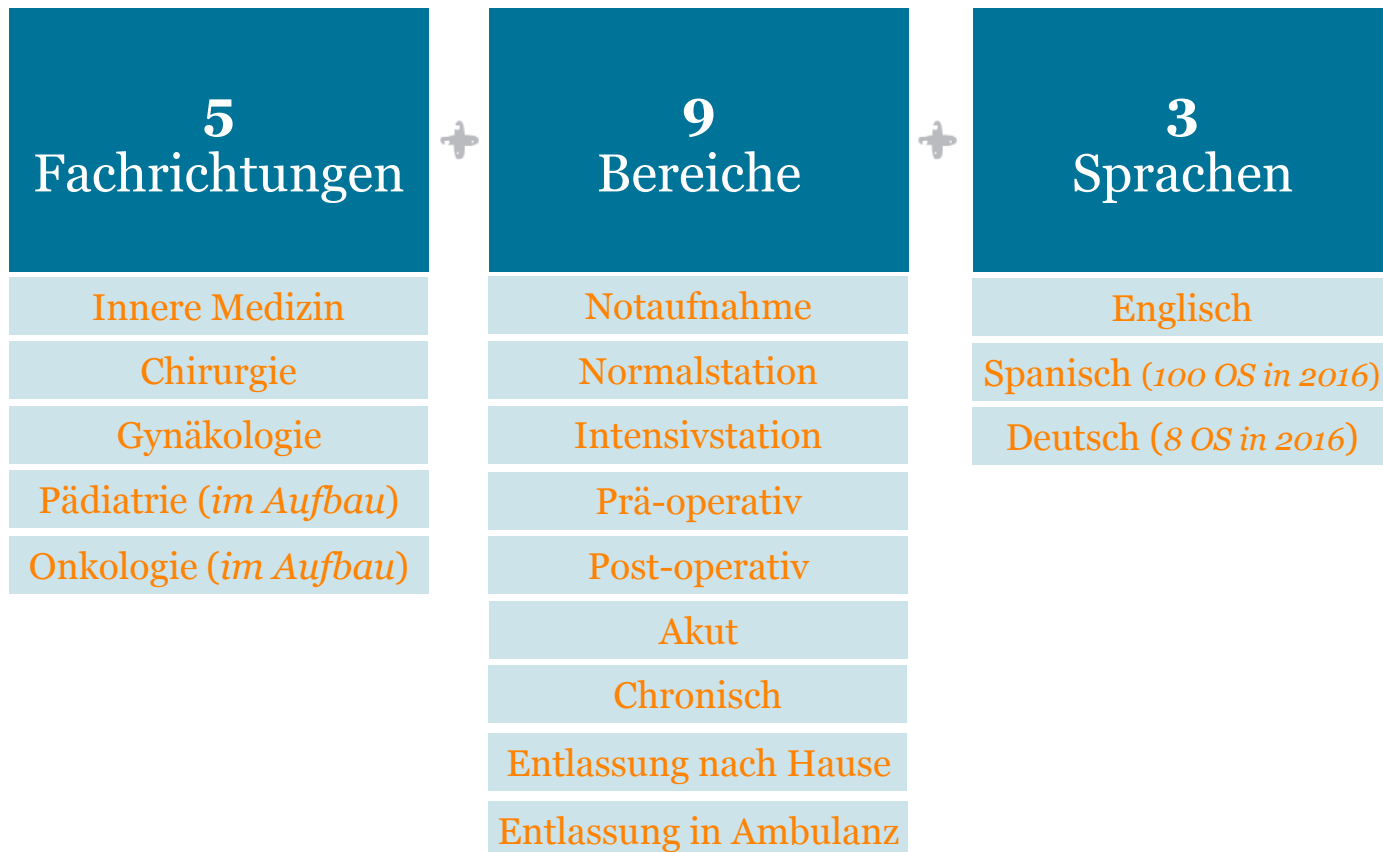 5
Fachrichtungen
Innere Medizin
Chirurgie
Gynäkologie
Pädiatrie (im Aufbau)
Onkologie (im Aufbau)
9
Bereiche
Notaufnahme
Normalstation
Intensivstation
Prä-operativ
Post-operativ
Akut
Chronisch
Entlassung nach Hause
Entlassung in Ambulanz
3
Sprachen
Englisch
Spanisch (100 OS in 2016)
Deutsch (8 OS in 2016)